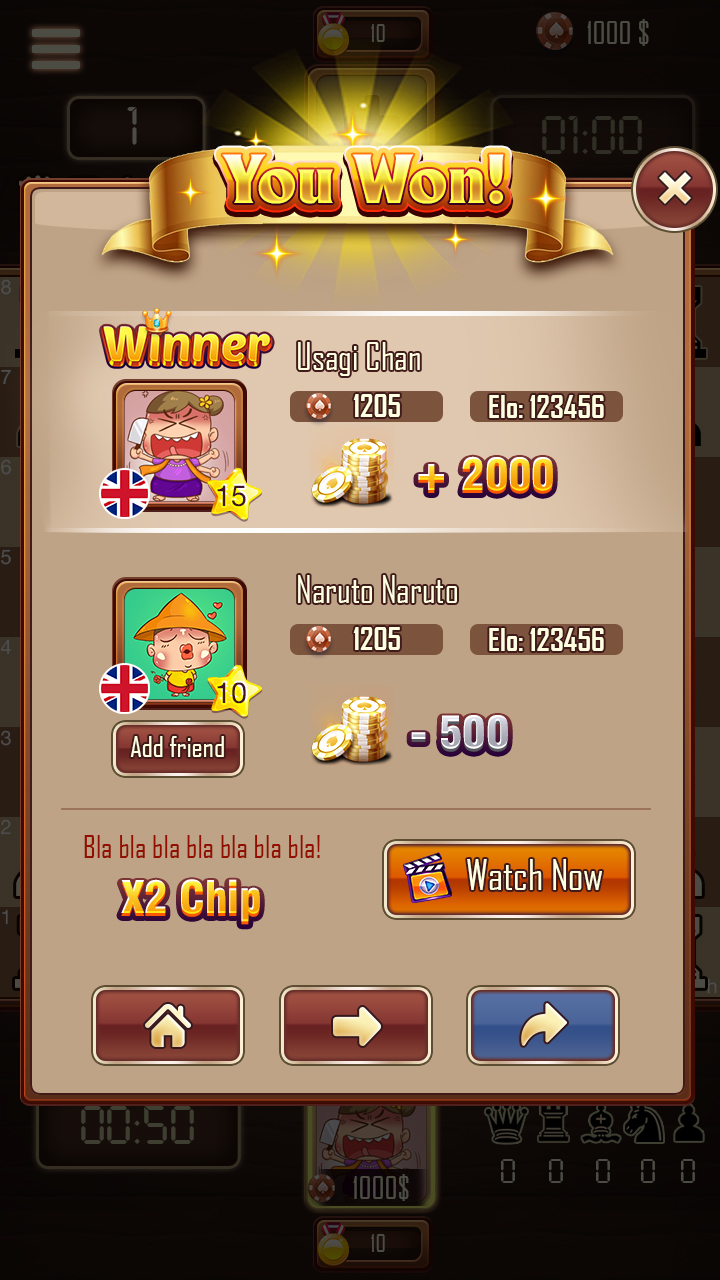 10
1000 $
1
01:00
You Won!
8
7
6
5
4
3
2
1
Winner
Usagi Chan
1205
Elo: 123456
15
+ 2000
Naruto Naruto
1205
Elo: 123456
10
- 500
Add friend
Bla bla bla bla bla bla bla!
X2 Chip
Watch Now
h
00:50
1000$
0 0 0 0 0
10